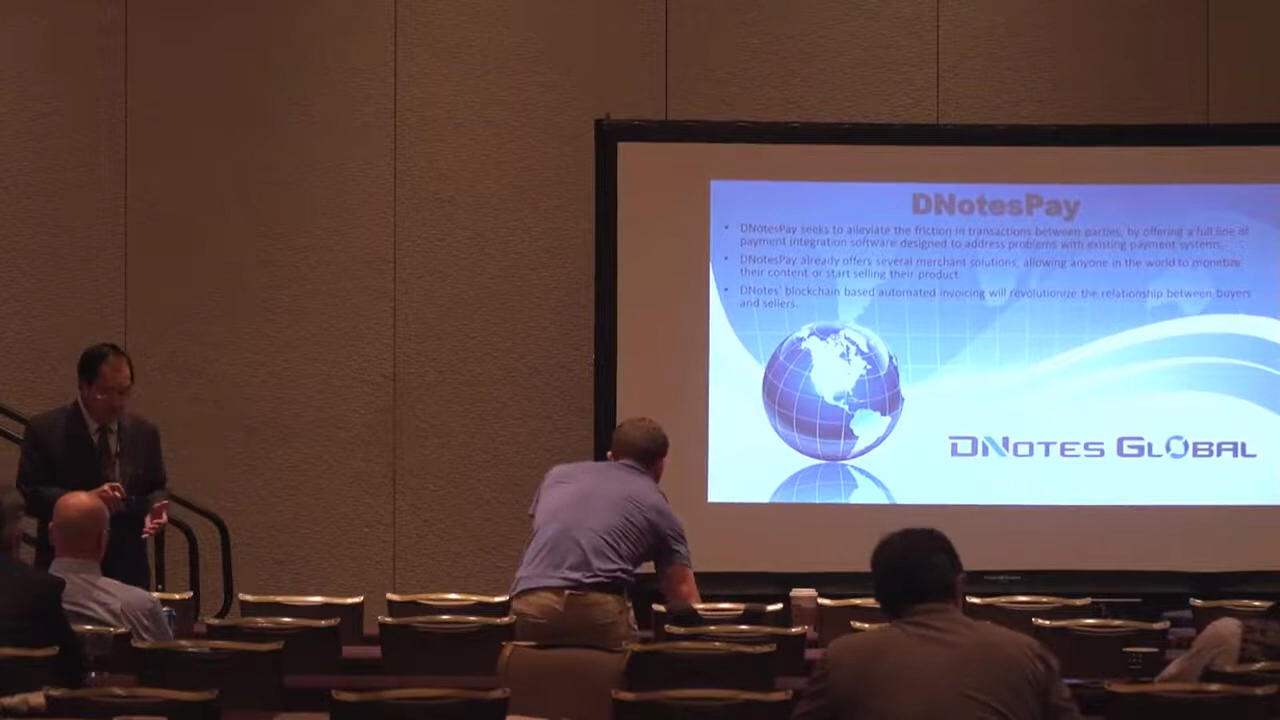 DNotesPay
• DNotesPay seeks to alleviate the friction in transactions between parties, by offering a full line of
payment integration software designed to address problems with existing payment systems.
• DNotesPay already offers several merchant solutions, allowing anyone in the world to monetize
their content or start selling their product.
• DNotes' blockchain based automated invoicing will revolutionize the relationship between buyers
and sellers.
DNOTES GLOBAL